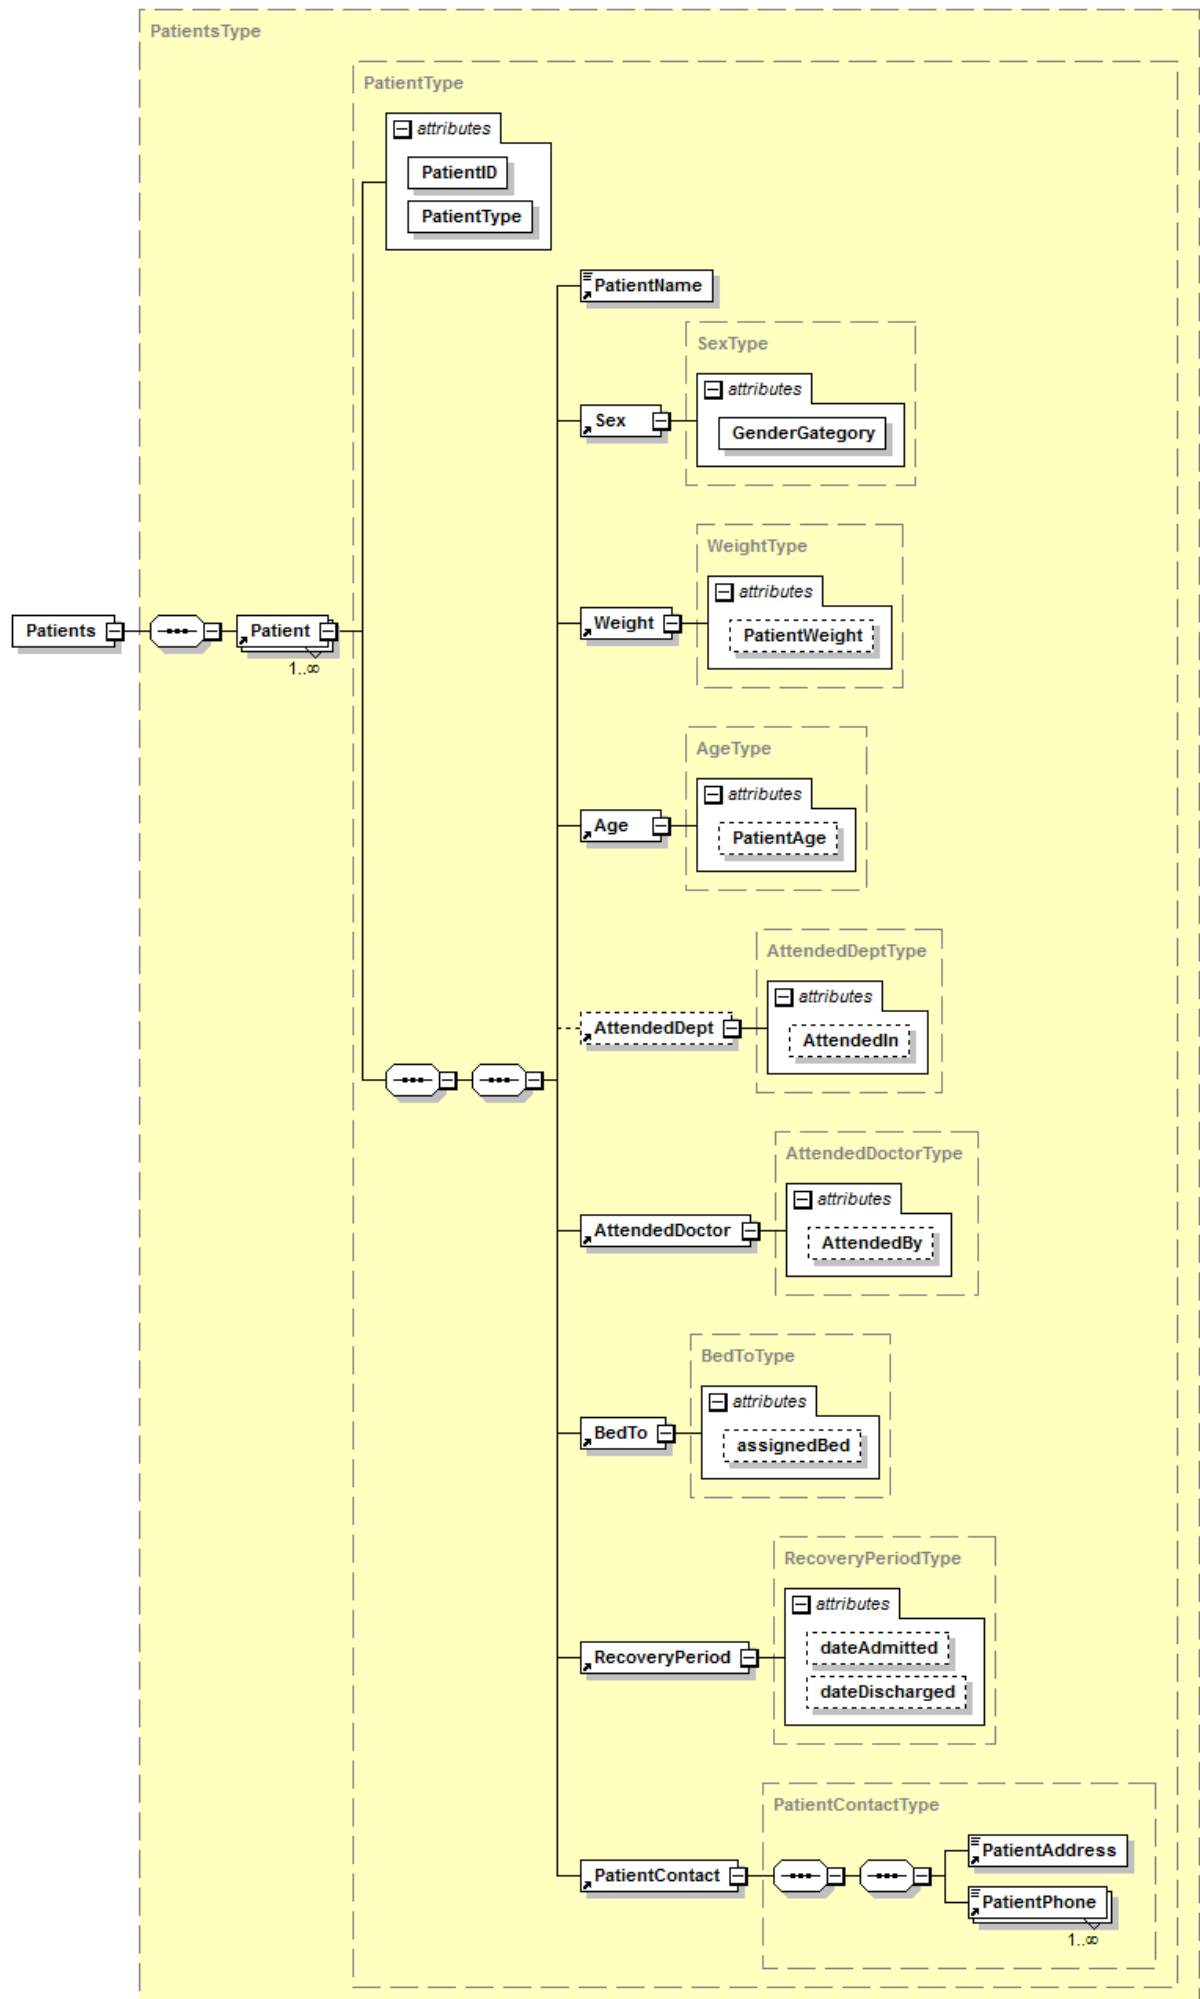 PatientsType
PatientType
attributes
PatientID
PatientType
PatientName
SexType
attributes
Sex
GenderGategory
WeightType
attributes
Weight
PatientWeight
Patients
Patient
1..∞
AgeType
attributes
Age
PatientAge
AttendedDeptType
attributes
AttendedDept
AttendedIn
AttendedDoctorType
attributes
AttendedDoctor
AttendedBy
BedToType
attributes
BedTo
assignedBed
RecoveryPeriodType
attributes
dateAdmitted
RecoveryPeriod
dateDischarged
PatientContactType
PatientContact
PatientAddress
PatientPhone
1..∞